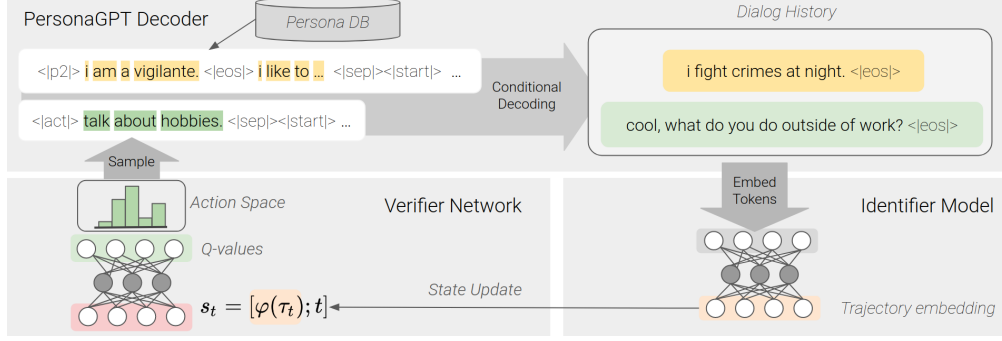 PersonaGPT Decoder
Persona DB
Dialog History
<|p2|> i am a vigilante. <|eos|> i like to ... <|sep|><|start|> ...
<|act|> talk about hobbies. <|sep|><|start|> ...
Conditional
Decoding
i fight crimes at night. <|eos|>
cool, what do you do outside of work? <|eos|>
Sample
Embed
Tokens
Action Space
Verifier Network
Identifier Model
Q-values
s_t = [φ(τ_t); t]
State Update
Trajectory embedding